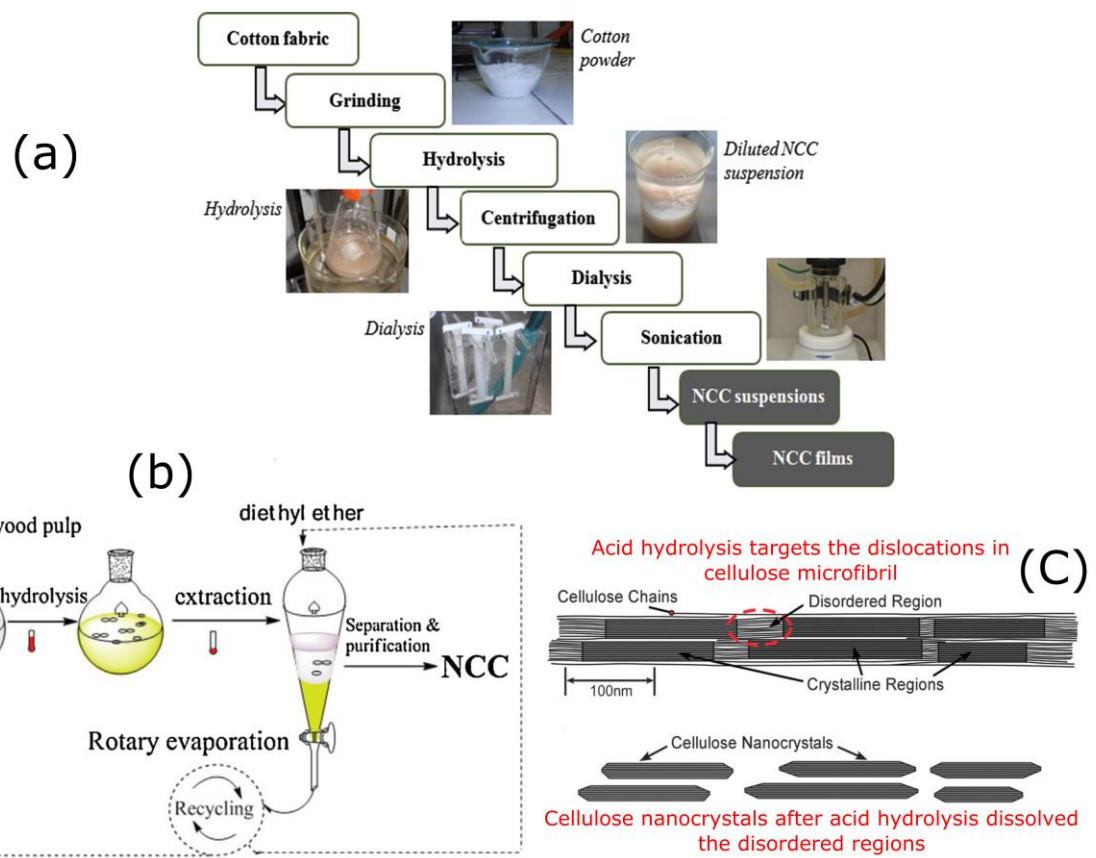 (a)
Cotton fabric
Grinding
Cotton
powder
Hydrolysis
Diluted NCC
suspension
Hydrolysis
Centrifugation
Dialysis
Dialysis
Sonication
NCC suspensions
NCC films
(b)
wood pulp
hydrolysis
extraction
diethyl ether
Separation &
purification
NCC
Rotary evaporation
Recycling
(C)
Acid hydrolysis targets the dislocations in
cellulose microfibril
Cellulose Chains
Disordered Region
100nm
Crystalline Regions
Cellulose Nanocrystals
Cellulose nanocrystals after acid hydrolysis dissolved
the disordered regions